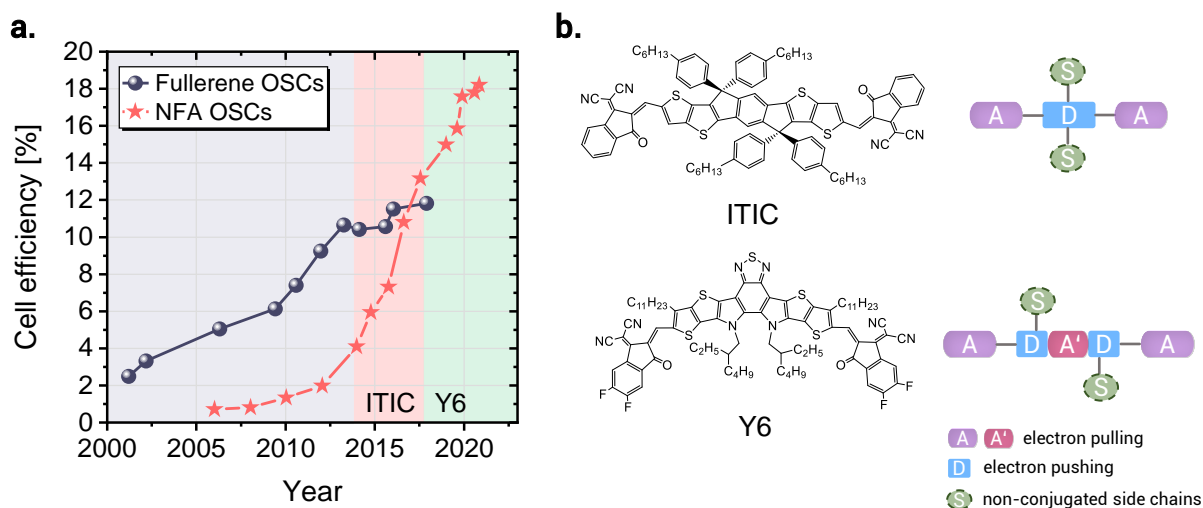 a.
Cell efficiency [%]
20
18
16
14
12
10
8
6
4
2
0
Fullerene OSCs
NFA OSCs
ITIC
Y6
2000
2005
2010
2015
2020
Year
b.
C6H13
C6H13
NC
CN
O
S
S
S
S
O
CN
NC
C6H13
C6H13
ITIC
S
N
N
C11H23
S
S
S
S
C11H23
NC
CN
O
N
N
O
CN
NC
C2H5
C2H5
C4H9
C4H9
F
F
F
F
Y6
S
A
D
A
S
S
A
D
A'
D
A
S
A
A'
electron pulling
D
electron pushing
S
non-conjugated side chains